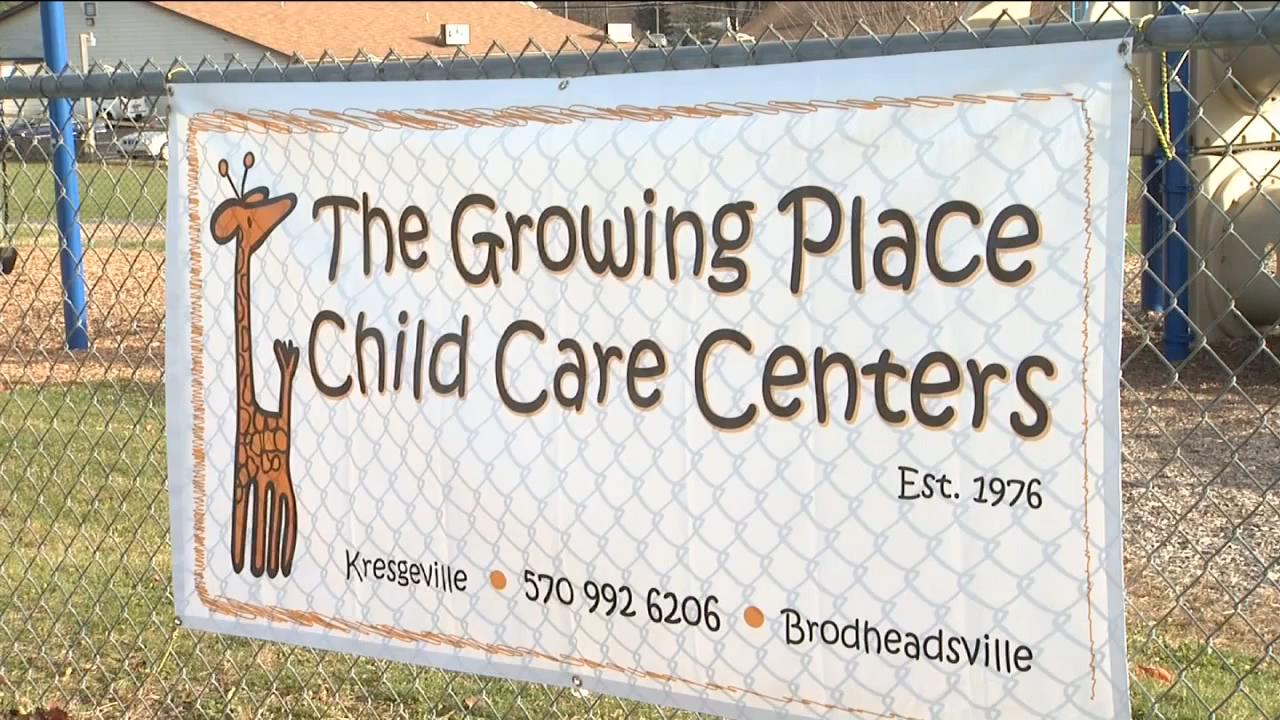 The Growing Place
Child Care Centers
Est. 1976
Kresgeville • 570 992 6206 • Brodheadsville